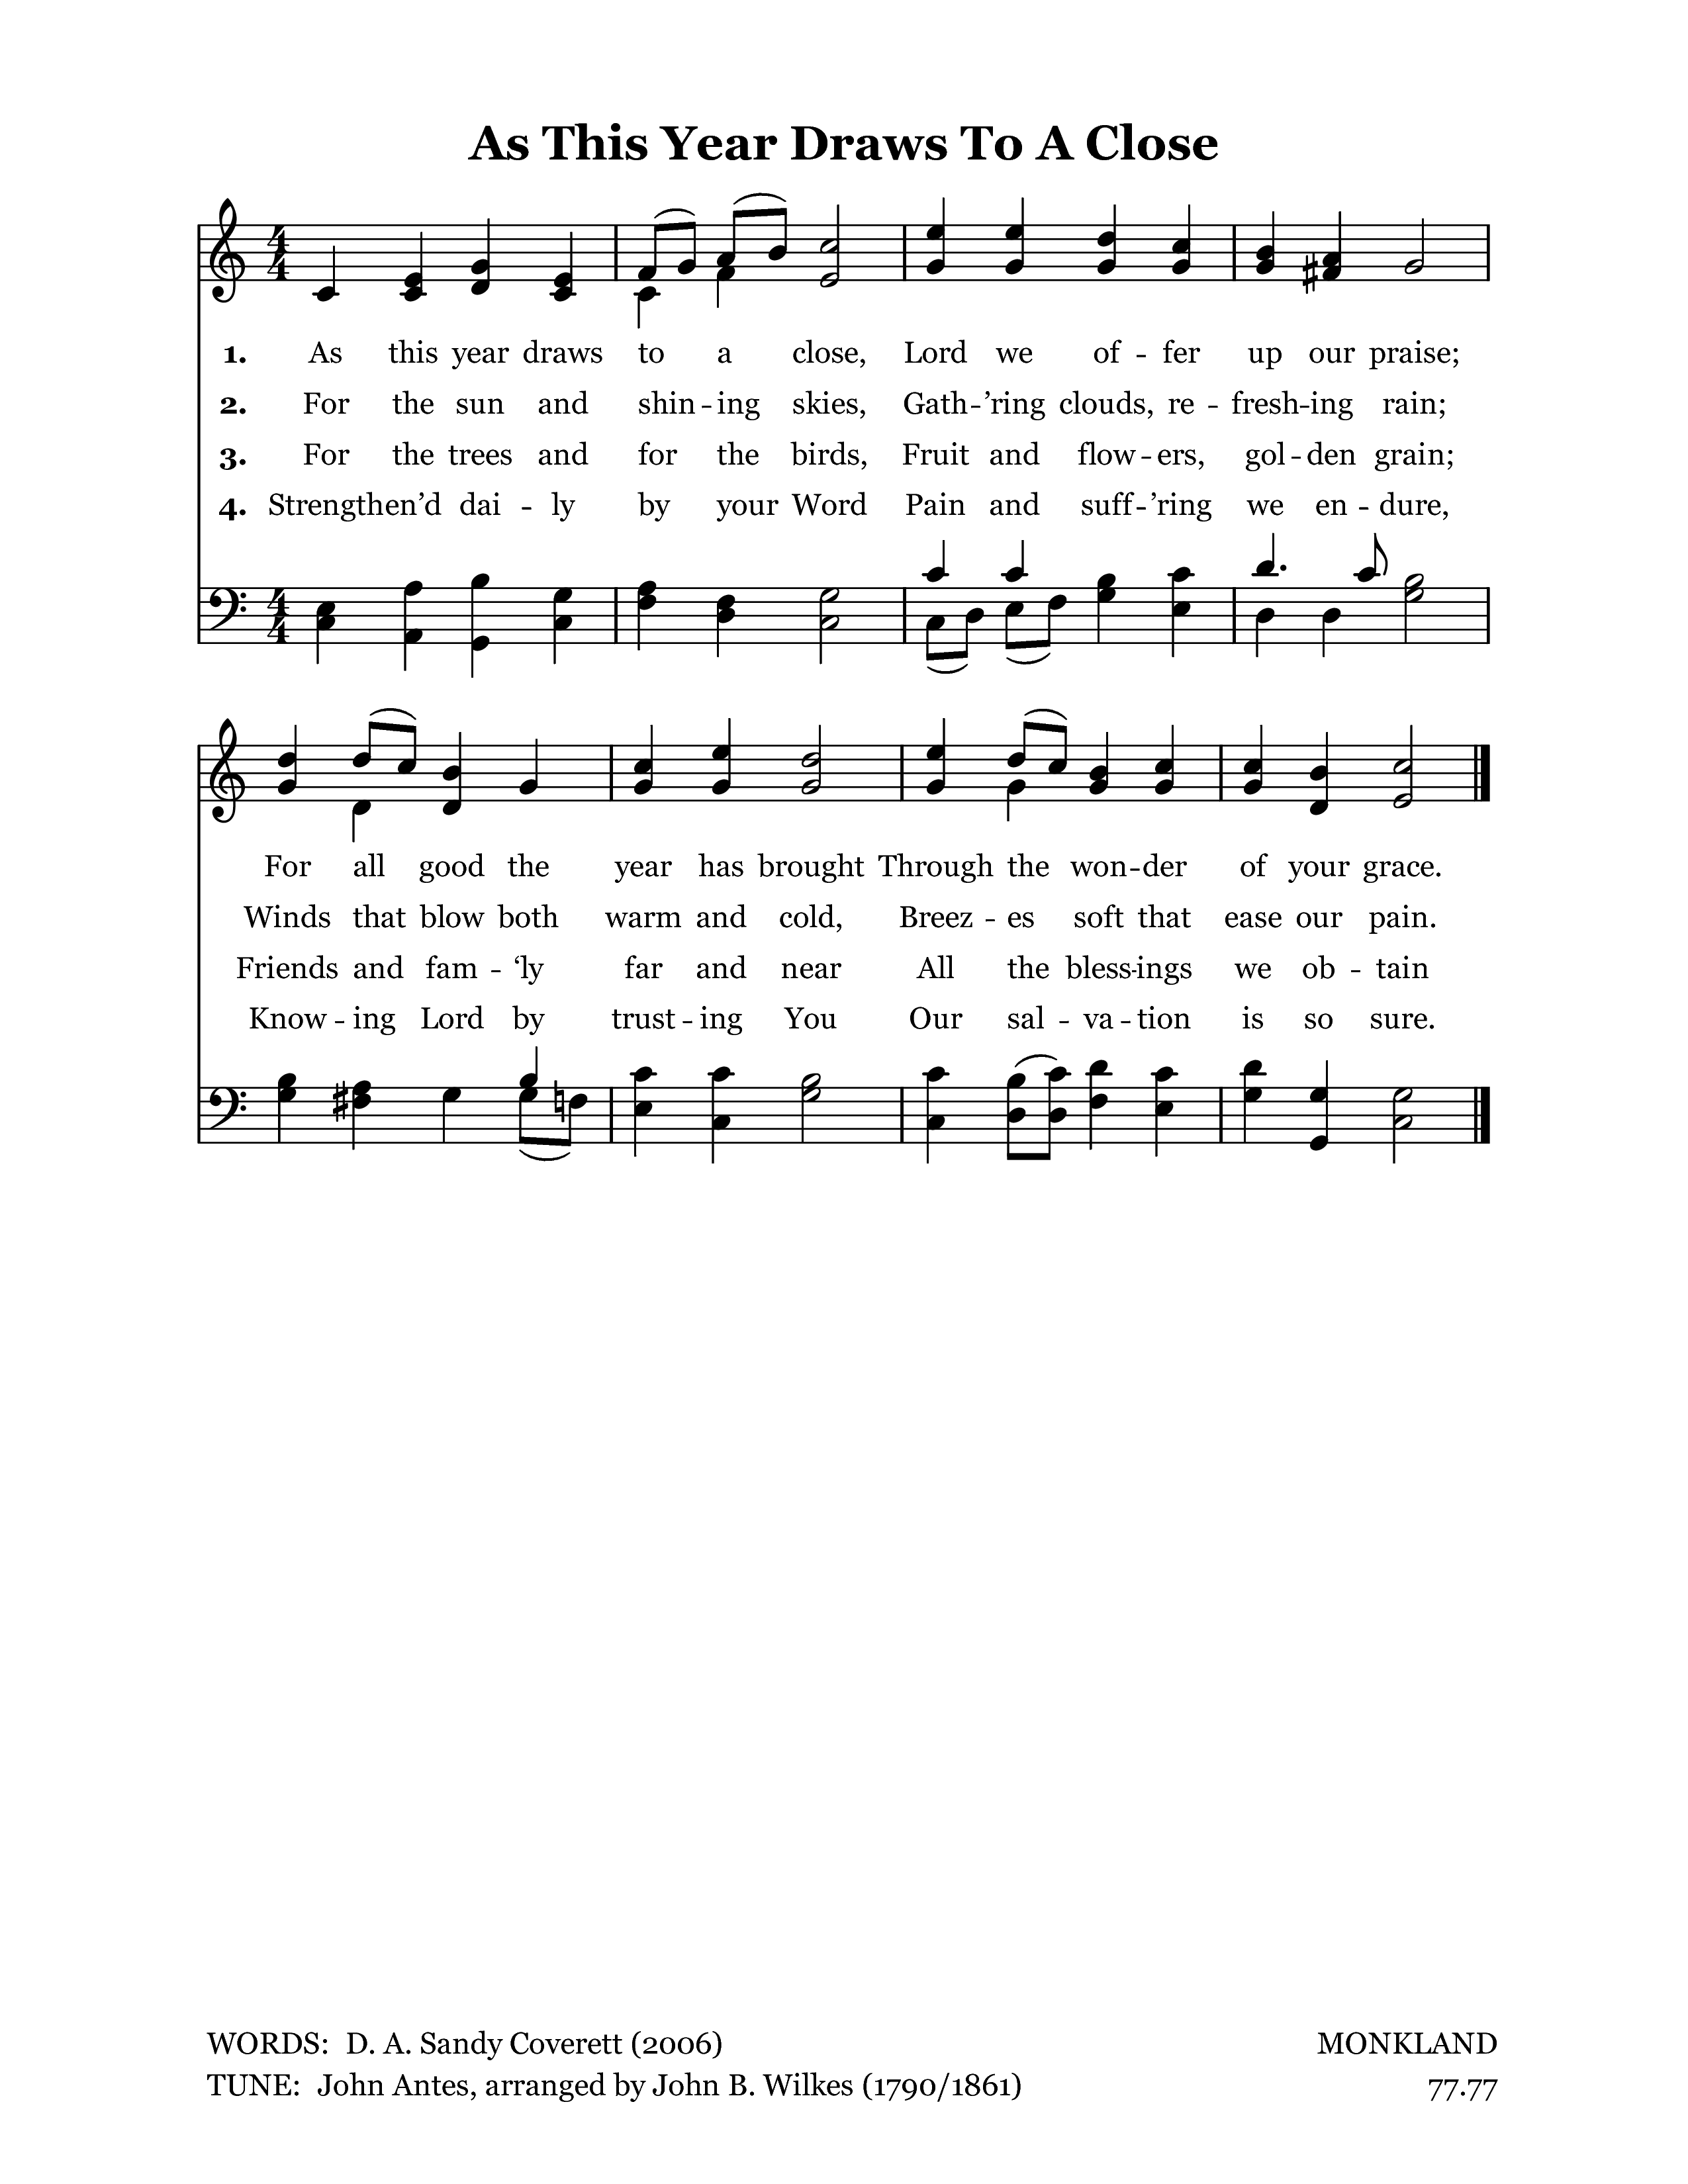 As This Year Draws To A Close
1. As this year draws to a close, Lord we of - fer up our praise;
2. For the sun and shin - ing skies, Gath - ’ring clouds, re - fresh - ing rain;
3. For the trees and for the birds, Fruit and flow - ers, gol - den grain;
4. Strengthen’d dai - ly by your Word Pain and suff - ’ring we en - dure,
For all good the year has brought Through the won - der of your grace.
Winds that blow both warm and cold, Breez - es soft that ease our pain.
Friends and fam - ‘ly far and near All the bless - ings we ob - tain
Know - ing Lord by trust - ing You Our sal - va - tion is so sure.
WORDS: D. A. Sandy Coverett (2006) MONKLAND
TUNE: John Antes, arranged by John B. Wilkes (1790/1861) 77.77